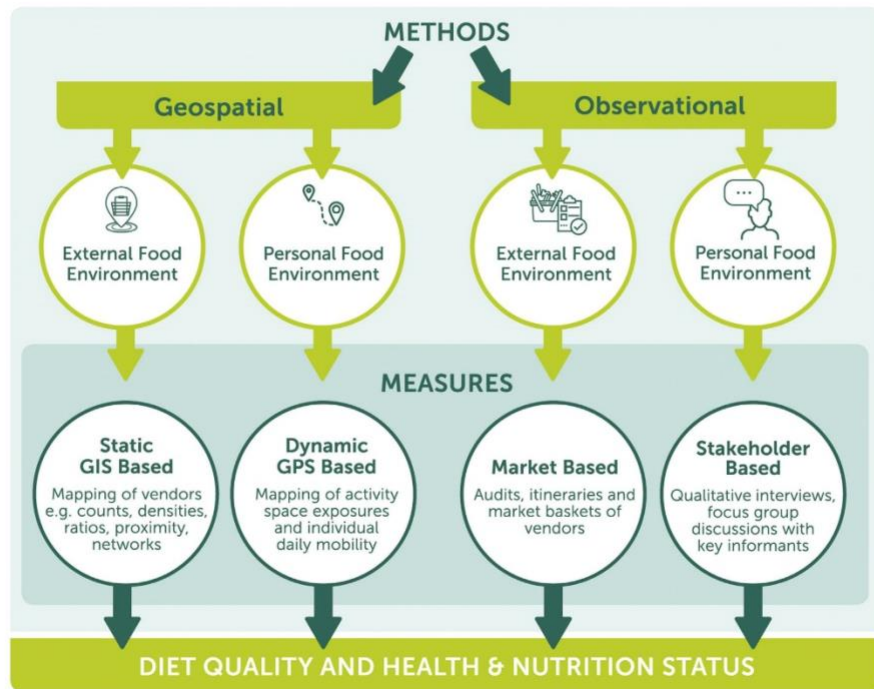 METHODS
Geospatial
Observational
External Food
Environment
Personal Food
Environment
External Food
Environment
Personal Food
Environment
MEASURES
Static
GIS Based
Mapping of vendors
e.g. counts, densities,
ratios, proximity,
networks
Dynamic
GPS Based
Mapping of activity
space exposures
and individual
daily mobility
Market Based
Audits, itineraries and
market baskets of
vendors
Stakeholder
Based
Qualitative interviews,
focus group
discussions with
key informants
DIET QUALITY AND HEALTH & NUTRITION STATUS